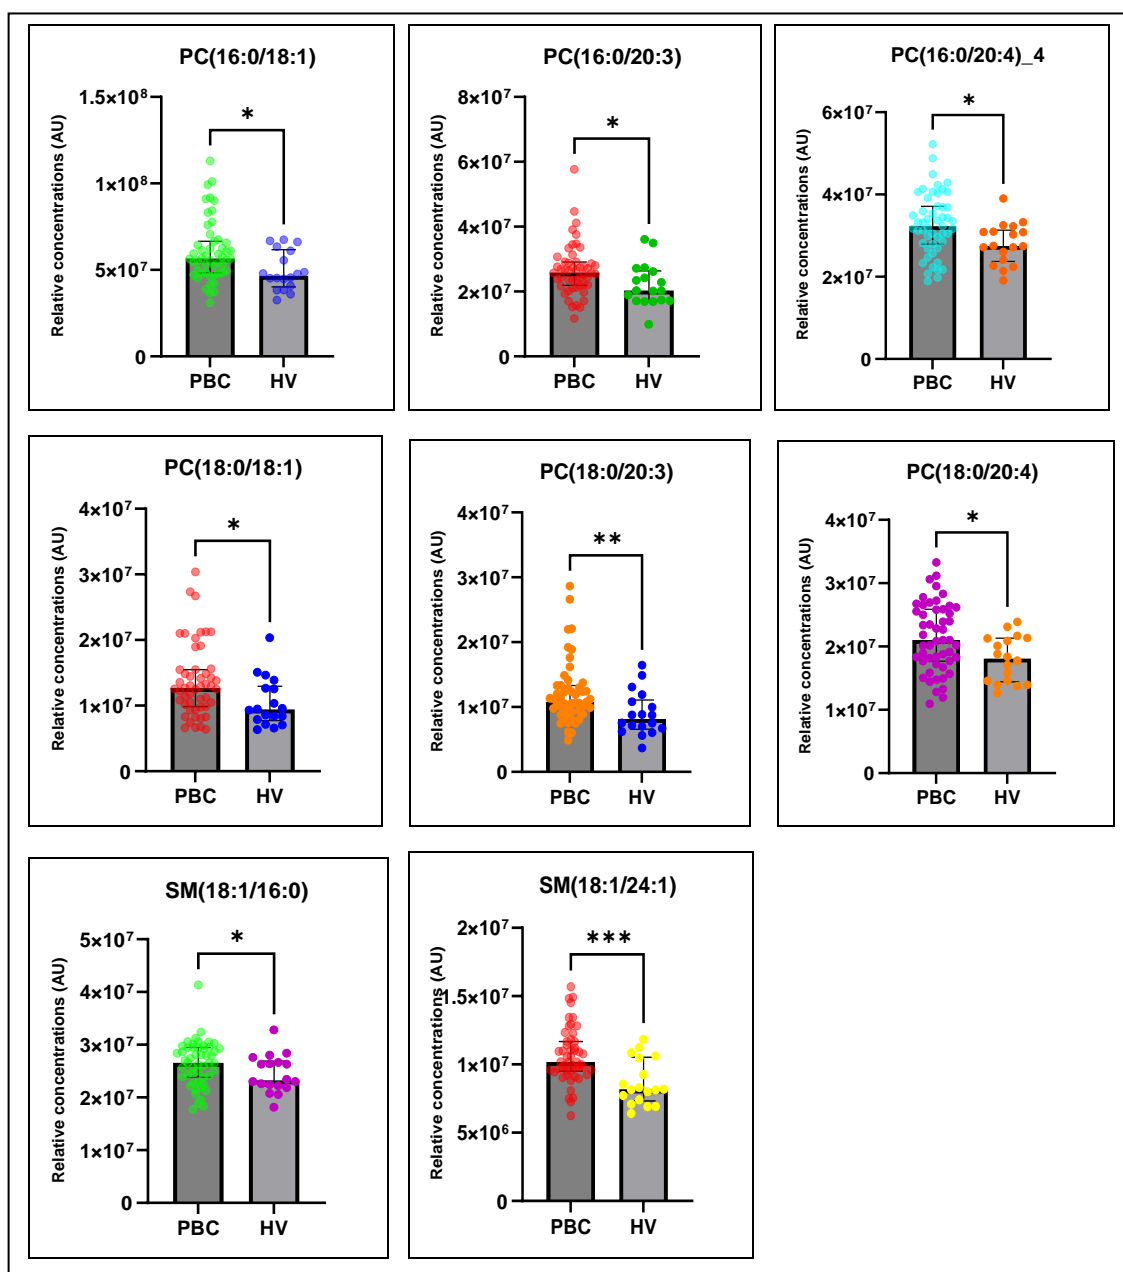 PC(16:0/18:1)
Relative concentrations (AU)
1.5×10⁸
1×10⁸
5×10⁷
0
*
PBC HV
PC(16:0/20:3)
Relative concentrations (AU)
8×10⁷
6×10⁷
4×10⁷
2×10⁷
0
*
PBC HV
PC(16:0/20:4)_4
Relative concentrations (AU)
6×10⁷
4×10⁷
2×10⁷
0
*
PBC HV
PC(18:0/18:1)
Relative concentrations (AU)
4×10⁷
3×10⁷
2×10⁷
1×10⁷
0
*
PBC HV
PC(18:0/20:3)
Relative concentrations (AU)
4×10⁷
3×10⁷
2×10⁷
1×10⁷
0
**
PBC HV
PC(18:0/20:4)
Relative concentrations (AU)
4×10⁷
3×10⁷
2×10⁷
1×10⁷
0
*
PBC HV
SM(18:1/16:0)
Relative concentrations (AU)
5×10⁷
4×10⁷
3×10⁷
2×10⁷
1×10⁷
0
*
PBC HV
SM(18:1/24:1)
Relative concentrations (AU)
2×10⁷
1.5×10⁷
1×10⁷
5×10⁶
0
***
PBC HV